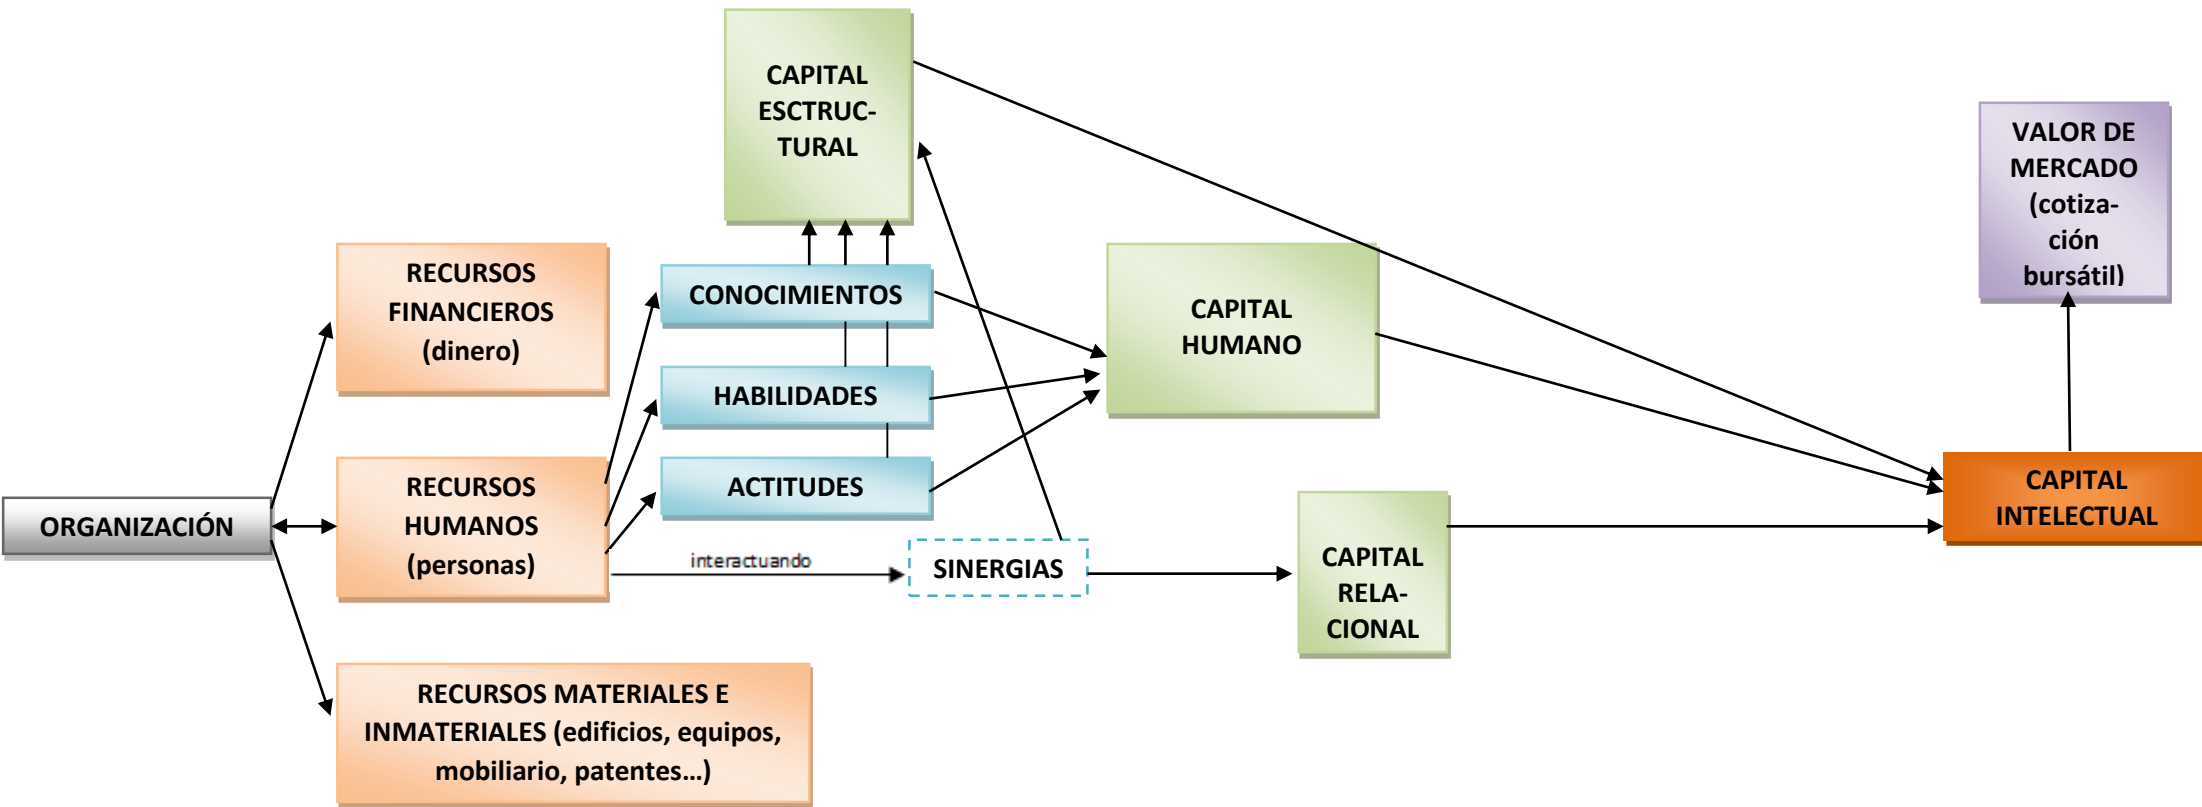 CAPITAL
ESCTRUC-
TURAL
VALOR DE
MERCADO
(cotiza-
ción
bursátil)
RECURSOS
FINANCIEROS
(dinero)
CONOCIMIENTOS
CAPITAL
HUMANO
HABILIDADES
RECURSOS
HUMANOS
(personas)
ACTITUDES
CAPITAL
INTELECTUAL
ORGANIZACIÓN
interactuando
SINERGIAS
CAPITAL
RELA-
CIONAL
RECURSOS MATERIALES E
INMATERIALES (edificios, equipos,
mobiliario, patentes...)